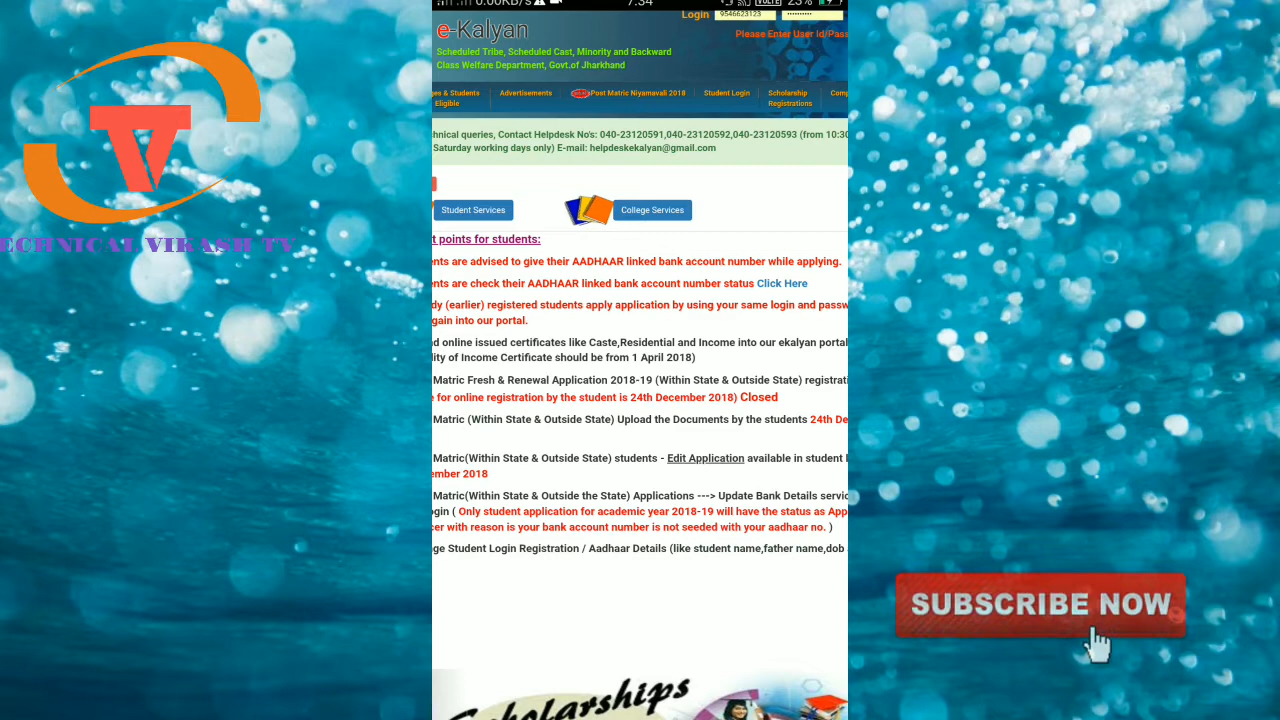 0.00KB/s
7:34
VOLTE
23%
Login 9546623123 ••••••••••
e-Kalyan
Please Enter User Id/Pass
Scheduled Tribe, Scheduled Cast, Minority and Backward
Class Welfare Department, Govt.of Jharkhand
ges & Students
Eligible
Advertisements
Post Matric Niyamavali 2018
Student Login
Scholarship
Registrations
Comp
hnical queries, Contact Helpdesk No's: 040-23120591,040-23120592,040-23120593 (from 10:30
Saturday working days only) E-mail: helpdeskekalyan@gmail.com
Student Services
College Services
t points for students:
ents are advised to give their AADHAAR linked bank account number while applying.
ents are check their AADHAAR linked bank account number status Click Here
dy (earlier) registered students apply application by using your same login and passw
gain into our portal.
nd online issued certificates like Caste,Residential and Income into our ekalyan portal
lity of Income Certificate should be from 1 April 2018)
Matric Fresh & Renewal Application 2018-19 (Within State & Outside State) registrati
e for online registration by the student is 24th December 2018) Closed
Matric (Within State & Outside State) Upload the Documents by the students 24th De
Matric(Within State & Outside State) students - Edit Application available in student l
ember 2018
Matric(Within State & Outside the State) Applications ---> Update Bank Details servic
ogin ( Only student application for academic year 2018-19 will have the status as App
cer with reason is your bank account number is not seeded with your aadhaar no. )
ge Student Login Registration / Aadhaar Details (like student name,father name,dob
Scholarships
TV
ECHNICAL VIKASH TV
SUBSCRIBE NOW